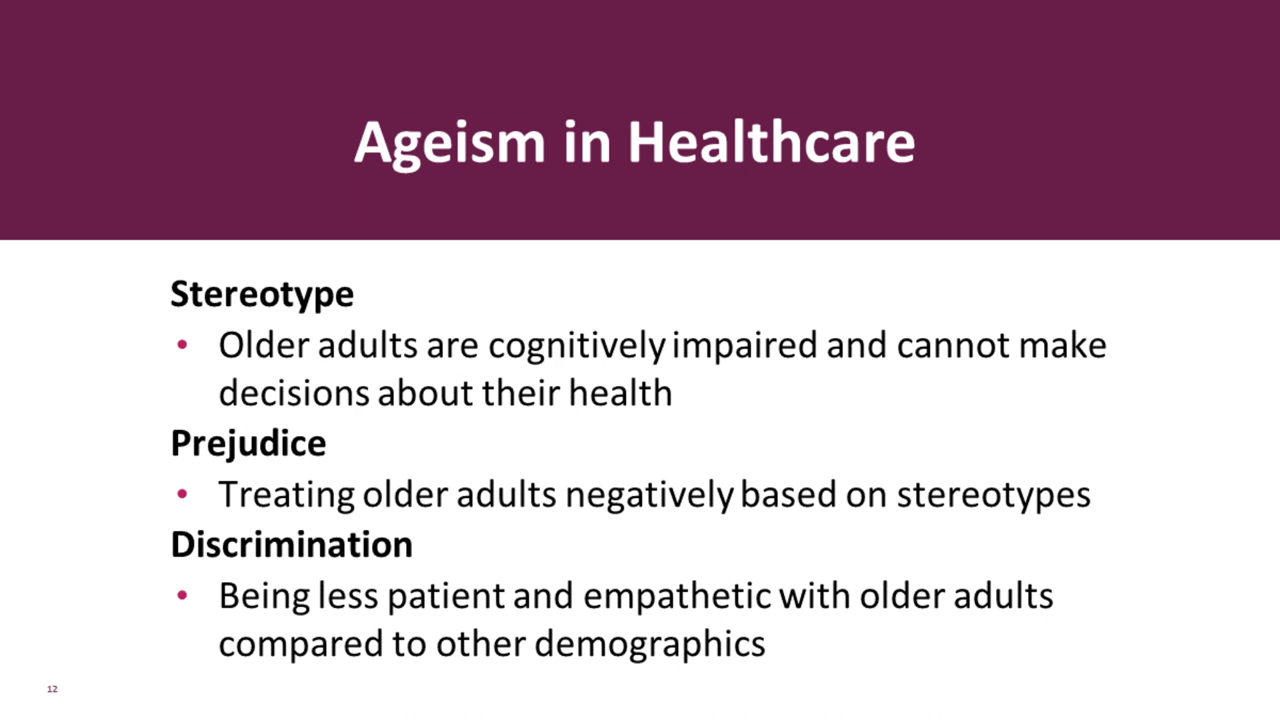 Ageism in Healthcare
Stereotype
• Older adults are cognitively impaired and cannot make
decisions about their health
Prejudice
• Treating older adults negatively based on stereotypes
Discrimination
• Being less patient and empathetic with older adults
compared to other demographics
12